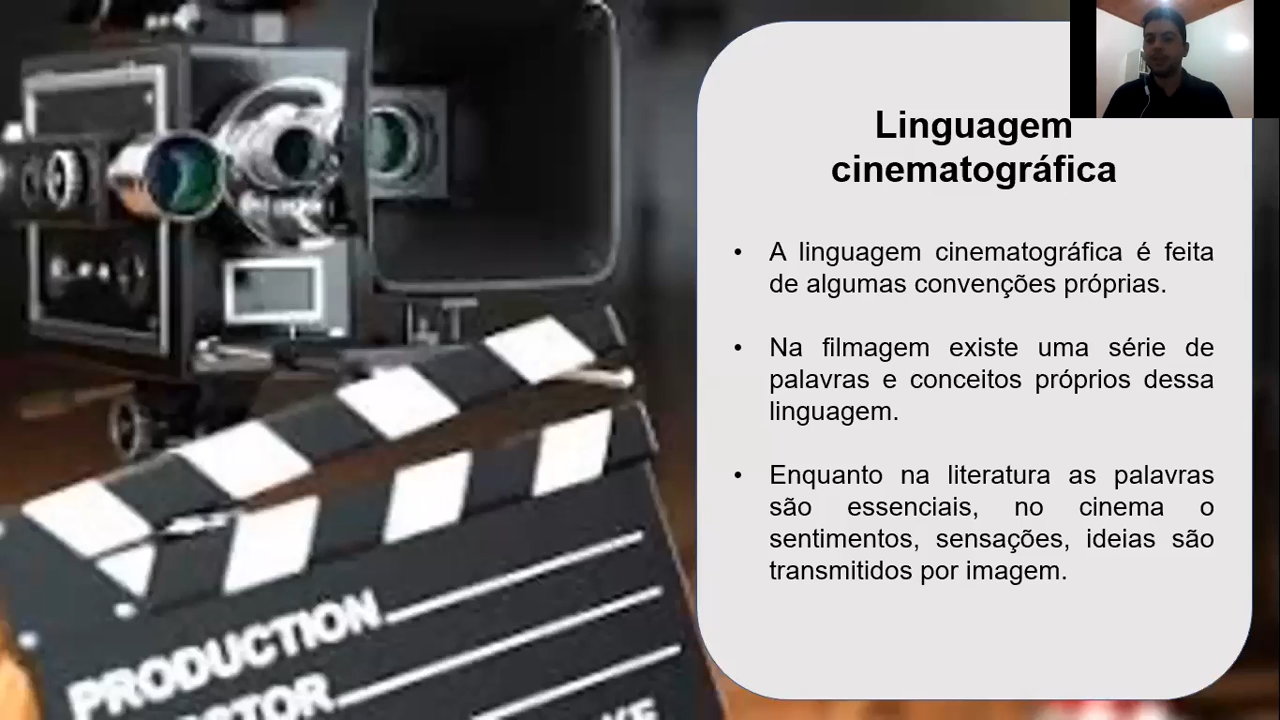 Linguagem
cinematográfica
• A linguagem cinematográfica é feita
de algumas convenções próprias.
• Na filmagem existe uma série de
palavras e conceitos próprios dessa
linguagem.
• Enquanto na literatura as palavras
são essenciais, no cinema o
sentimentos, sensações, ideias são
transmitidos por imagem.
PRODUCTION